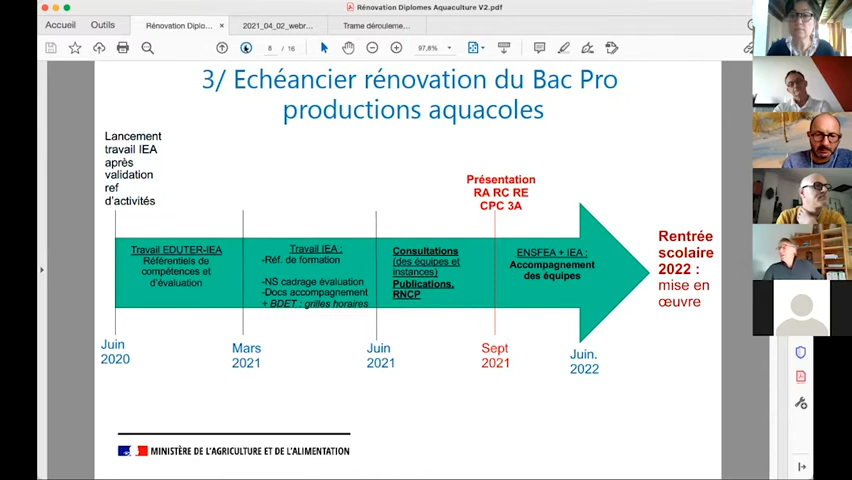 Rénovation Diplomes Aquaculture V2.pdf
Accueil
Outils
Rénovation Diplo... ×
2021_04_02_webr...
Trame dérouleme...
8 / 16
97,8%
3/ Echéancier rénovation du Bac Pro
productions aquacoles
Lancement
travail IEA
après
validation
ref
d'activités
Présentation
RA RC RE
CPC 3A
Travail EDUTER-IEA
Référentiels de
compétences et
d'évaluation
Travail IEA :
-Réf. de formation
-NS cadrage évaluation
-Docs accompagnement
+ BDET : grilles horaires
Consultations
(des équipes et
instances)
Publications,
RNCP
ENSFEA + IEA :
Accompagnement
des équipes
Rentrée
scolaire
2022 :
mise en
œuvre
Juin
2020
Mars
2021
Juin
2021
Sept
2021
Juin.
2022
MINISTÈRE DE L'AGRICULTURE ET DE L'ALIMENTATION